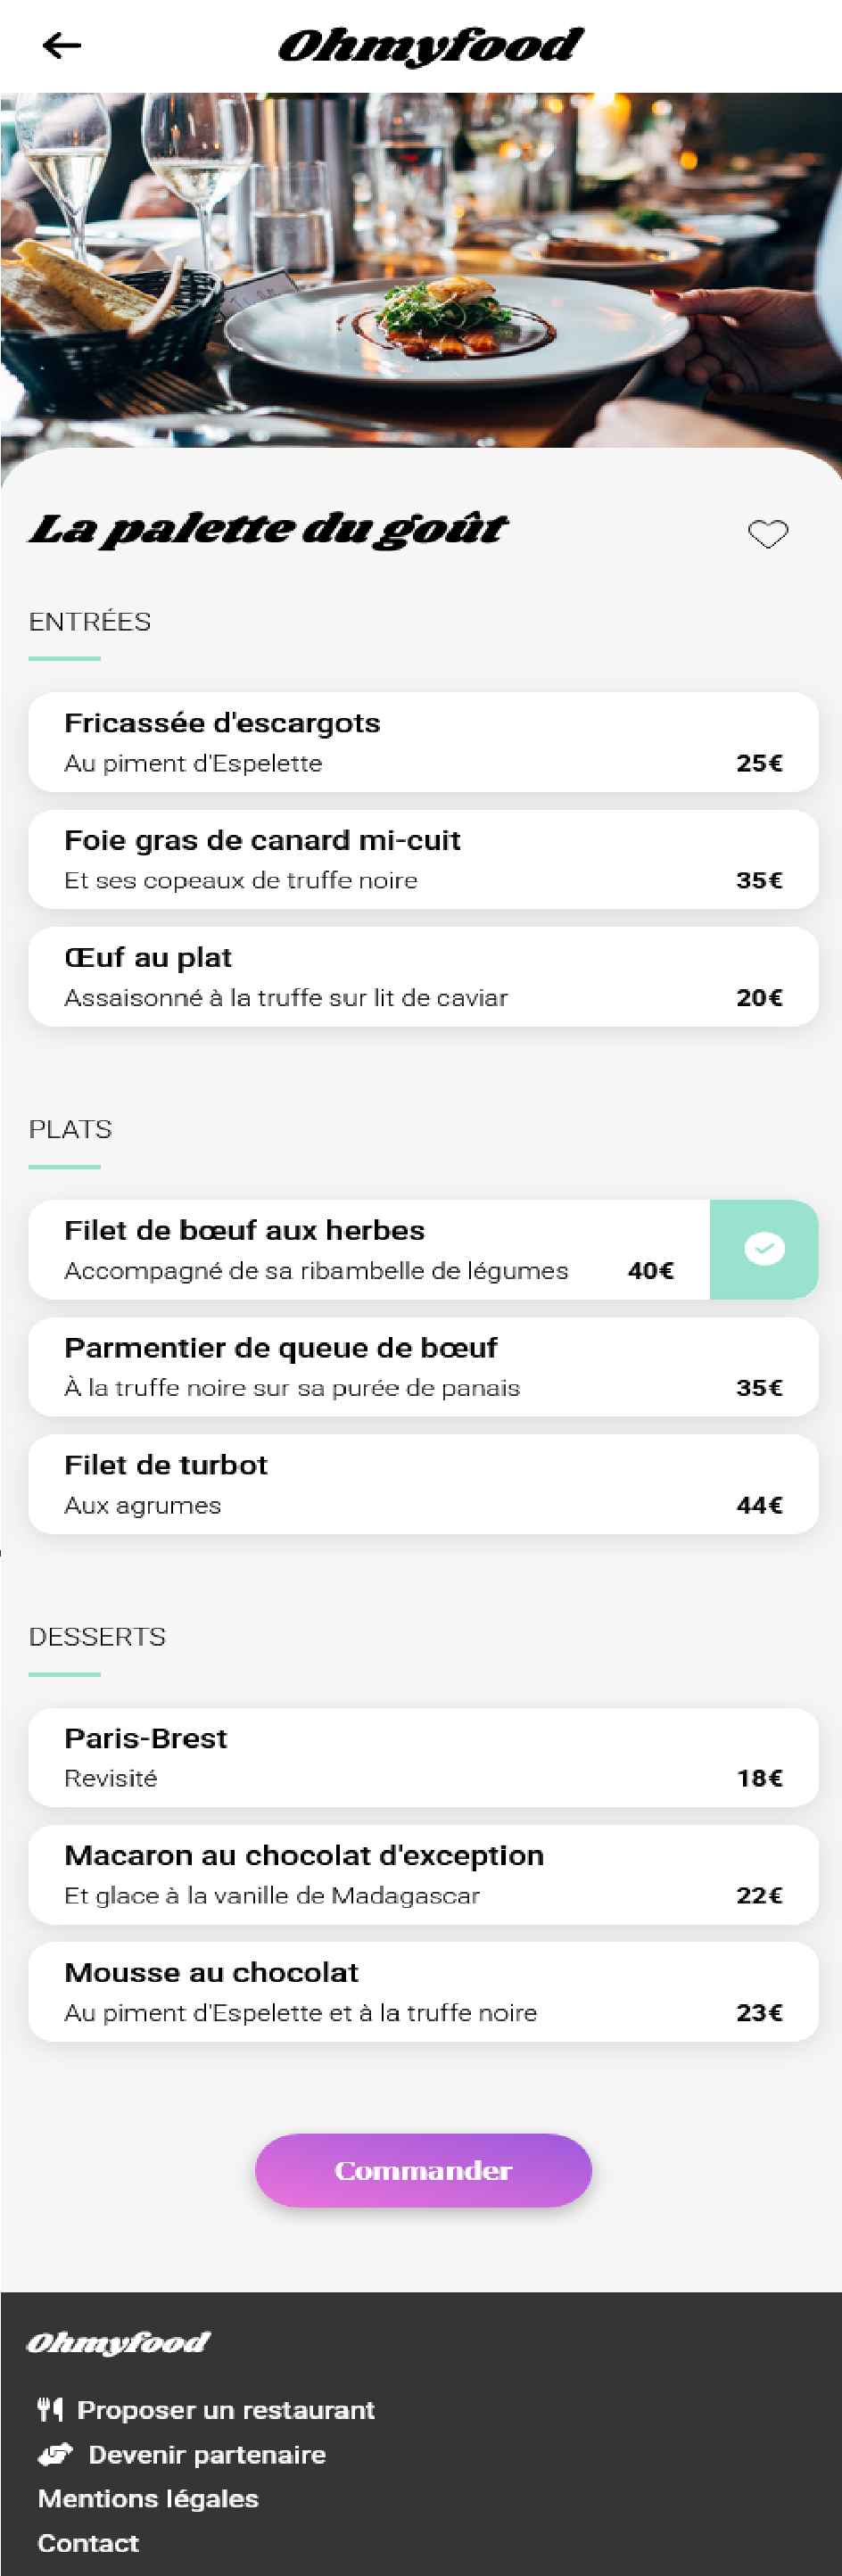 Ohmyfood
La palette du goût
ENTRÉES
Fricassée d'escargots
Au piment d'Espelette 25€
Foie gras de canard mi-cuit
Et ses copeaux de truffe noire 35€
Œuf au plat
Assaisonné à la truffe sur lit de caviar 20€
PLATS
Filet de bœuf aux herbes
Accompagné de sa ribambelle de légumes 40€
Parmentier de queue de bœuf
À la truffe noire sur sa purée de panais 35€
Filet de turbot
Aux agrumes 44€
DESSERTS
Paris-Brest
Revisité 18€
Macaron au chocolat d'exception
Et glace à la vanille de Madagascar 22€
Mousse au chocolat
Au piment d'Espelette et à la truffe noire 23€
Commander
Ohmyfood
Proposer un restaurant
Devenir partenaire
Mentions légales
Contact